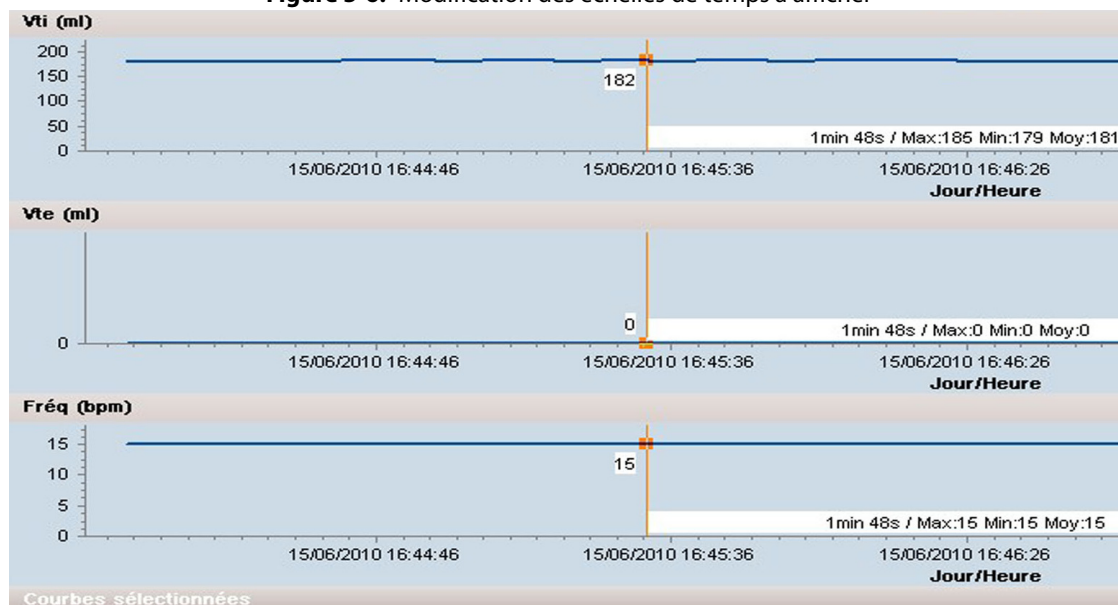 Modification des échelles de temps à afficher
Vti (ml)
200
150
100
50
0
182
1min 48s / Max:185 Min:179 Moy:181
15/06/2010 16:44:46 15/06/2010 16:45:36 15/06/2010 16:46:26
Jour/Heure
Vte (ml)
0
0
1min 48s / Max:0 Min:0 Moy:0
15/06/2010 16:44:46 15/06/2010 16:45:36 15/06/2010 16:46:26
Jour/Heure
Fréq (bpm)
15
10
5
0
15
1min 48s / Max:15 Min:15 Moy:15
15/06/2010 16:44:46 15/06/2010 16:45:36 15/06/2010 16:46:26
Jour/Heure
Courbes sélectionnées